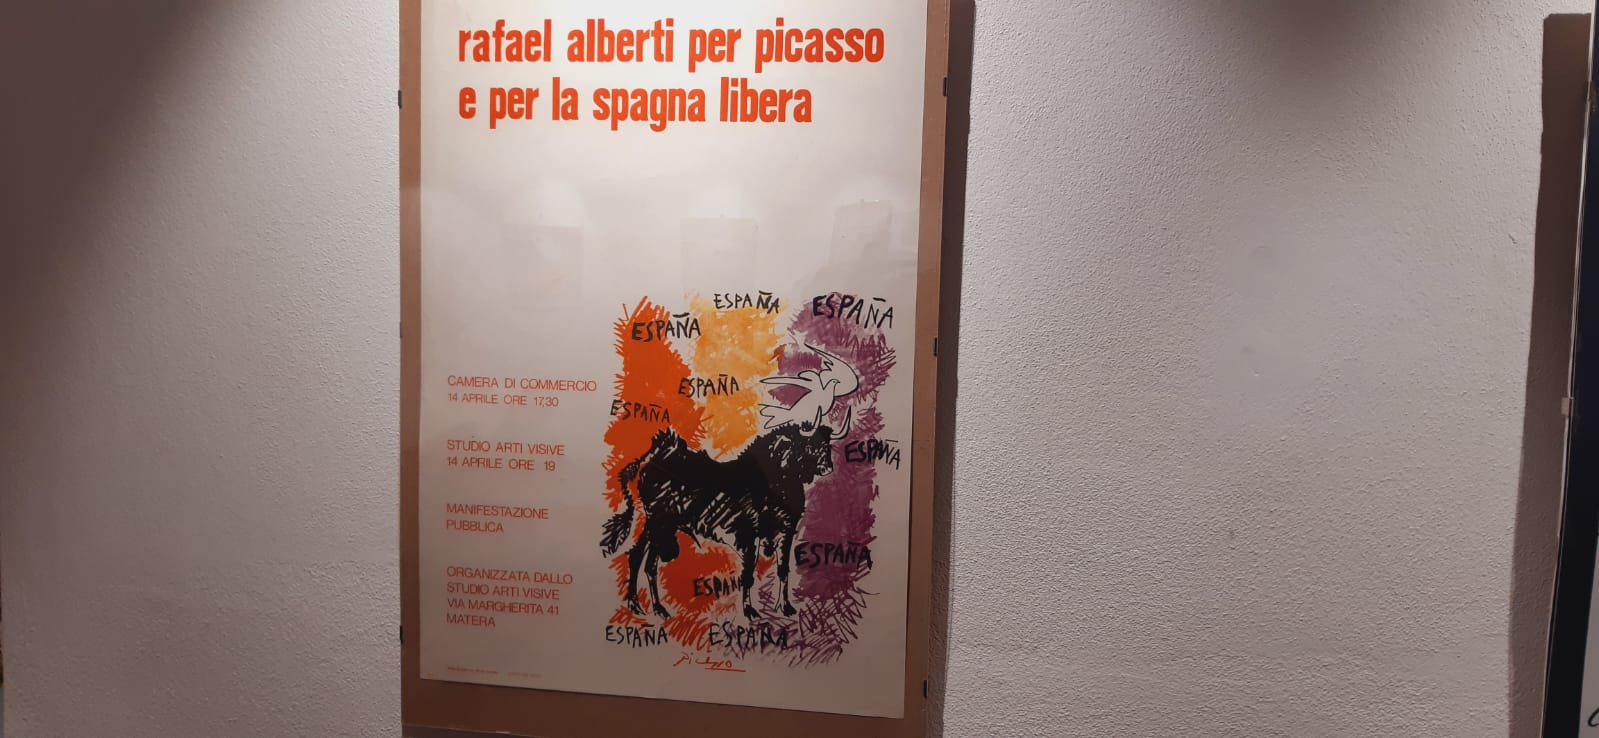 rafael alberti per picasso
e per la spagna libera
ESPAÑA
ESPAÑA
ESPAÑA
ESPAÑA
ESPAÑA
ESPAÑA
ESPAÑA
ESPAÑA
ESPAÑA
ESPAÑA
Picasso
CAMERA DI COMMERCIO
14 APRILE ORE 17,30
STUDIO ARTI VISIVE
14 APRILE ORE 19
MANIFESTAZIONE
PUBBLICA
ORGANIZZATA DALLO
STUDIO ARTI VISIVE
VIA MARGHERITA 41
MATERA